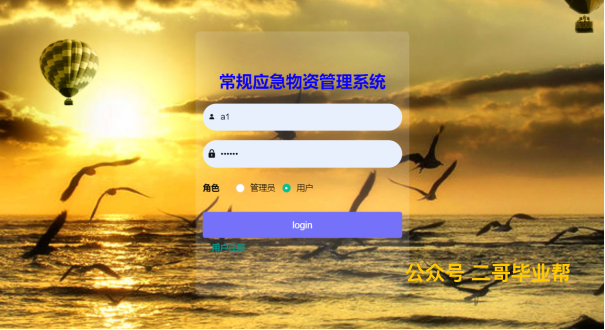 常规应急物资管理系统
a1
••••••
角色 管理员 用户
login
用户注册
公众号 二哥毕业帮